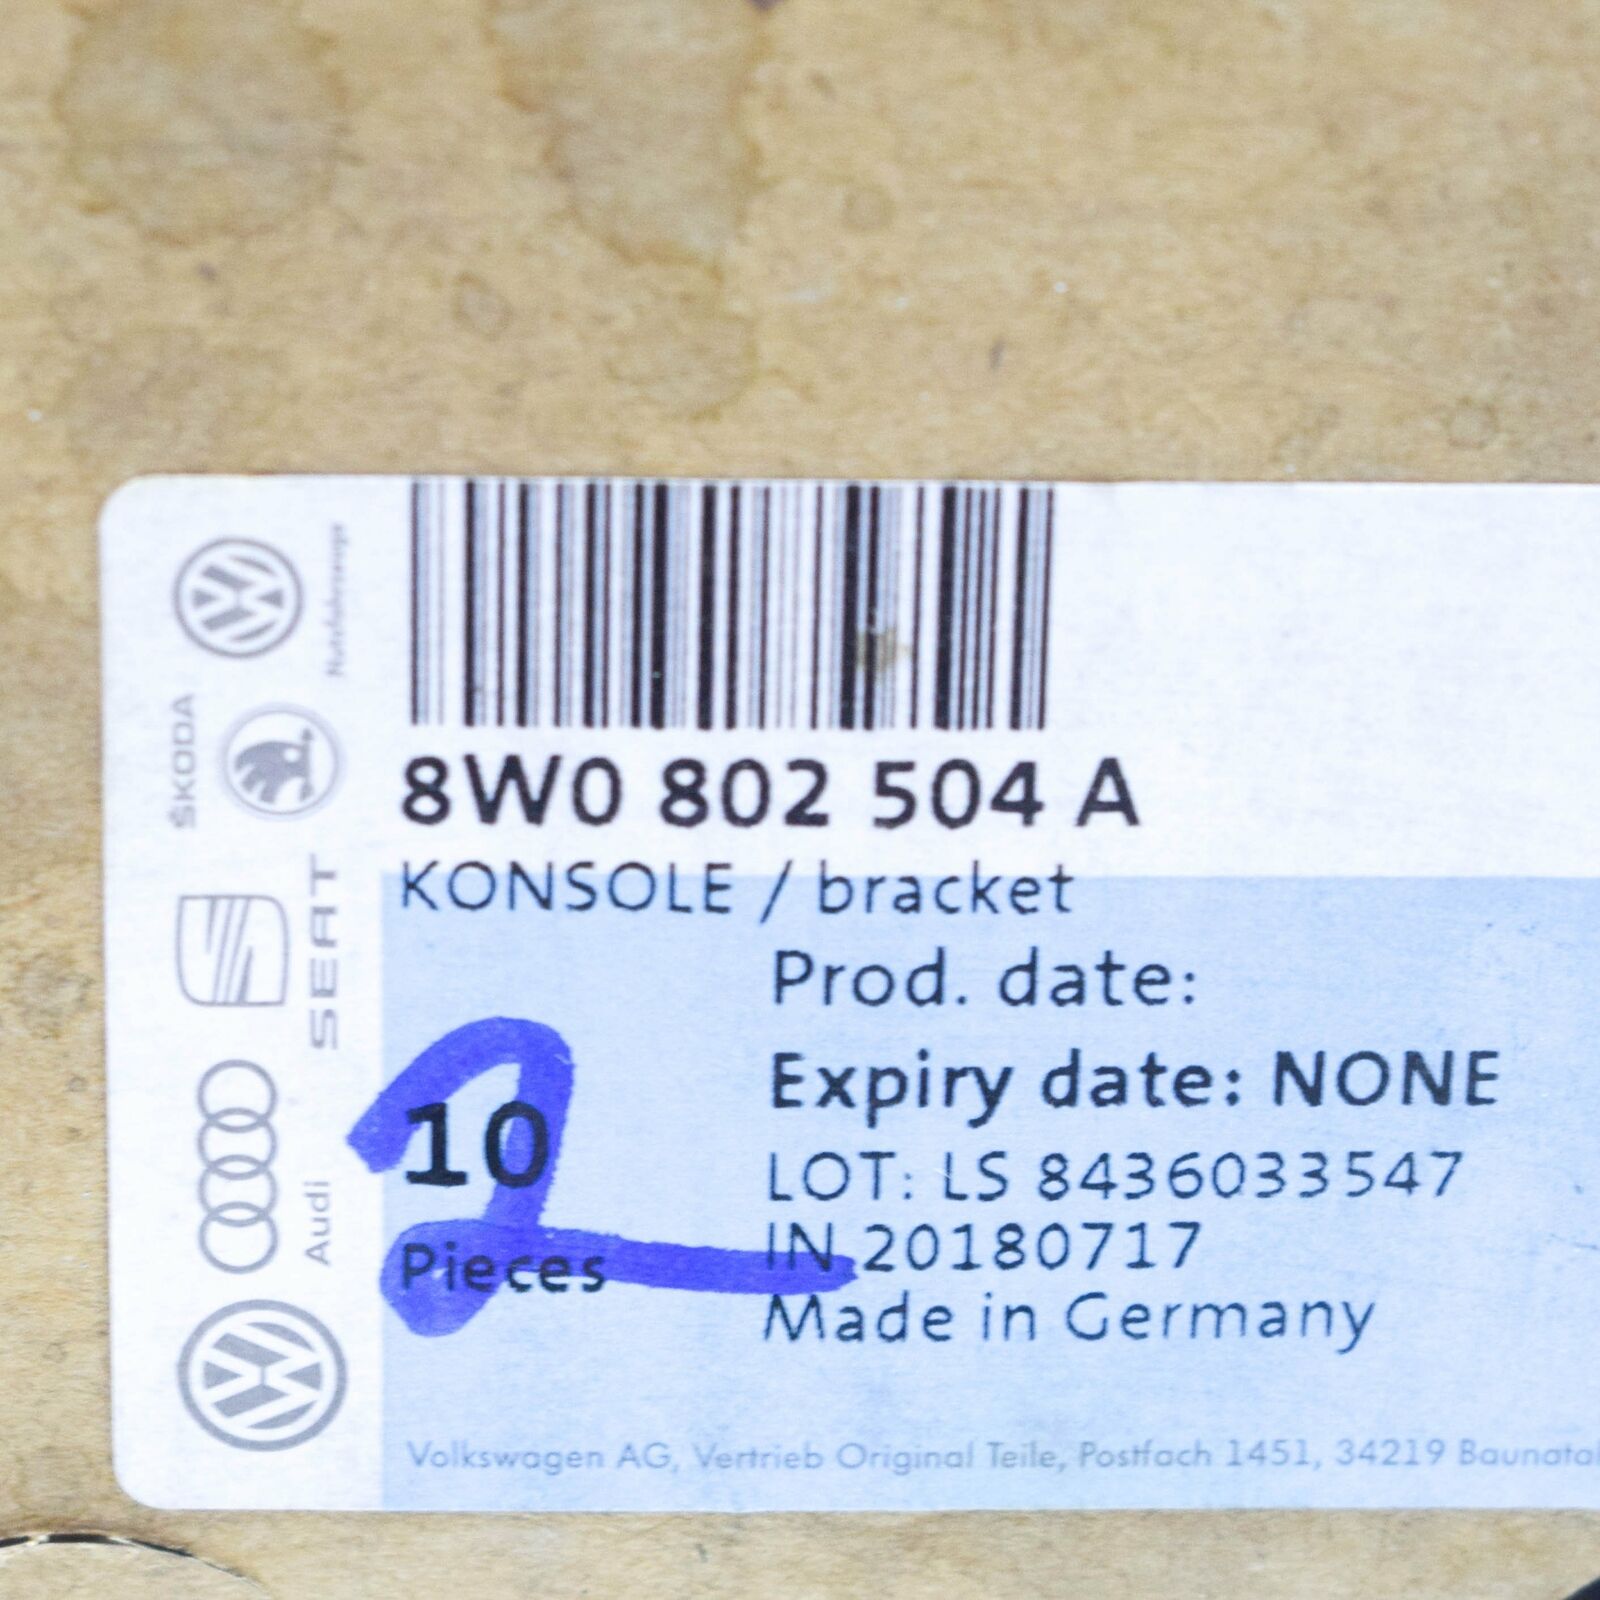 Nutzfahrzeuge
ŠKODA
SEAT
Audi
8W0 802 504 A
KONSOLE / bracket
Prod. date:
Expiry date: NONE
10
2
Pieces
LOT: LS 8436033547
IN 20180717
Made in Germany
Volkswagen AG, Vertrieb Original Teile, Postfach 1451, 34219 Baunatal